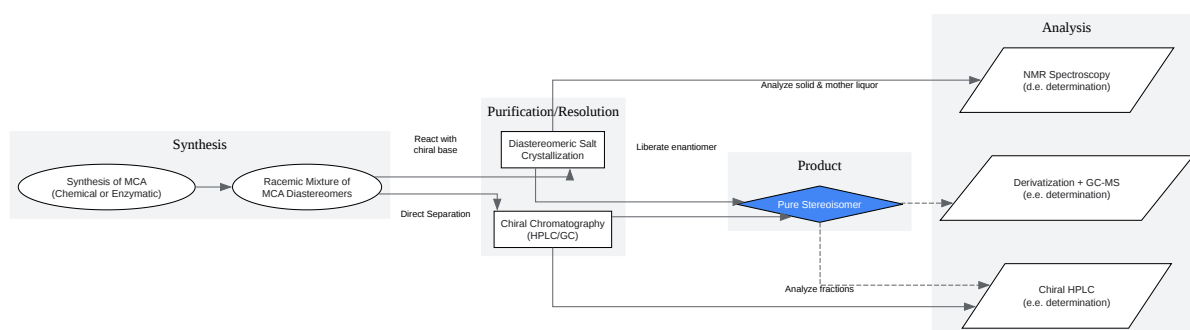 Synthesis
Synthesis of MCA
(Chemical or Enzymatic)
Racemic Mixture of
MCA Diastereomers
React with
chiral base
Direct Separation
Purification/Resolution
Diastereomeric Salt
Crystallization
Chiral Chromatography
(HPLC/GC)
Liberate enantiomer
Analyze solid & mother liquor
Product
Pure Stereoisomer
Analyze fractions
Analysis
NMR Spectroscopy
(d.e. determination)
Derivatization + GC-MS
(e.e. determination)
Chiral HPLC
(e.e. determination)